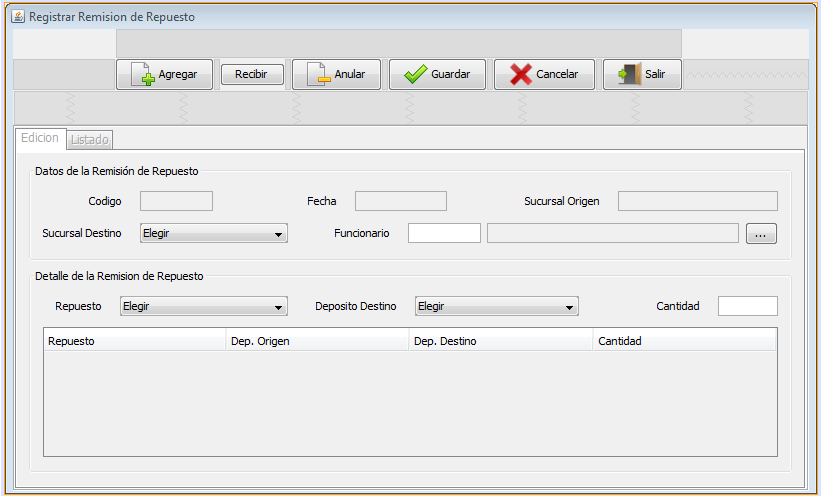 Registrar Remision de Repuesto
Agregar Recibir Anular Guardar Cancelar Salir
Edicion Listado
Datos de la Remisión de Repuesto
Codigo Fecha Sucursal Origen
Sucursal Destino Elegir Funcionario ...
Detalle de la Remision de Repuesto
Repuesto Elegir Deposito Destino Elegir Cantidad
Repuesto Dep. Origen Dep. Destino Cantidad